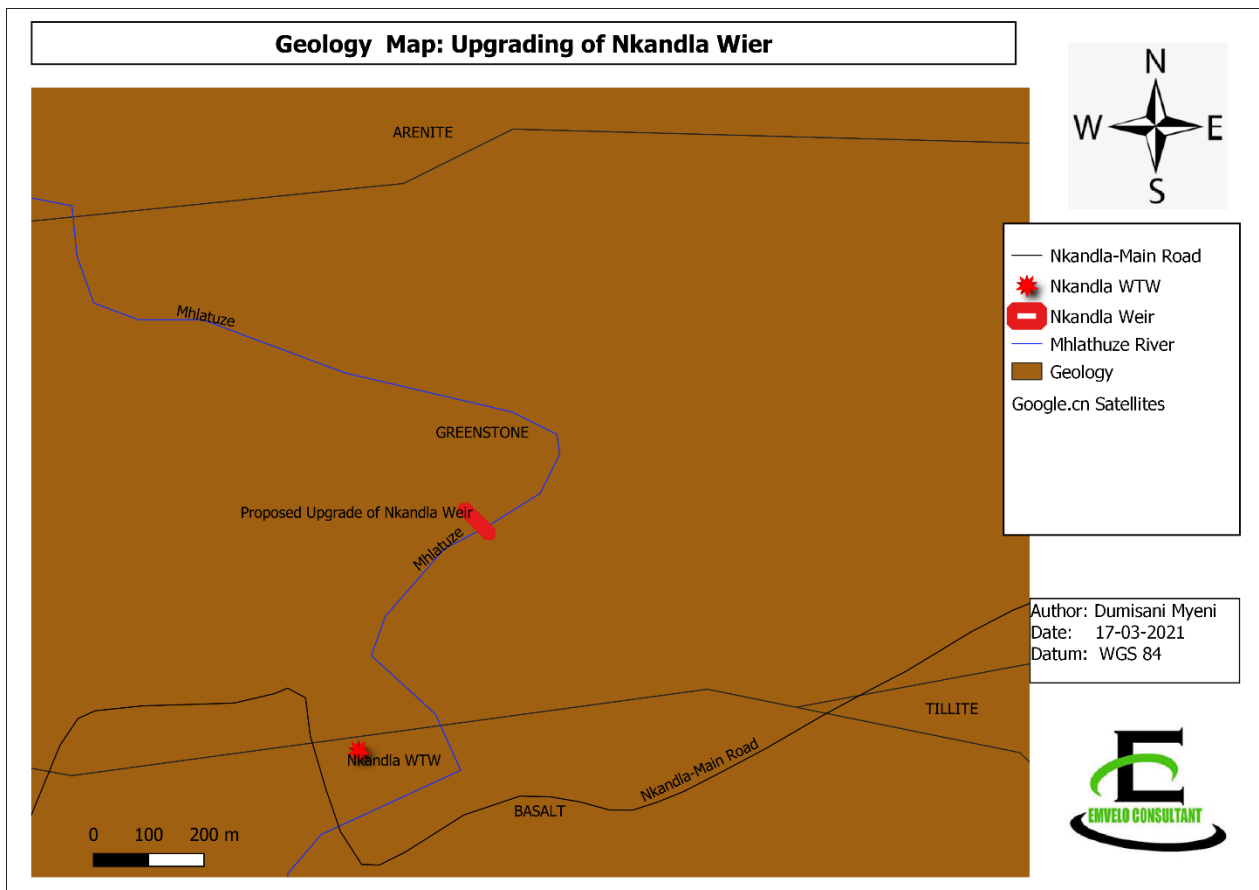 Geology  Map: Upgrading of Nkandla Wier
N
W
E
S
ARENITE
Mhlatuze
GREENSTONE
Proposed Upgrade of Nkandla Weir
Mhlatuze
Nkandla WTW
Nkandla-Main Road
BASALT
TILLITE
0 100 200 m
Nkandla-Main Road
Nkandla WTW
Nkandla Weir
Mhlathuze River
Geology
Google.cn Satellites
Author: Dumisani Myeni
Date: 17-03-2021
Datum: WGS 84
E
EMVELO CONSULTANT